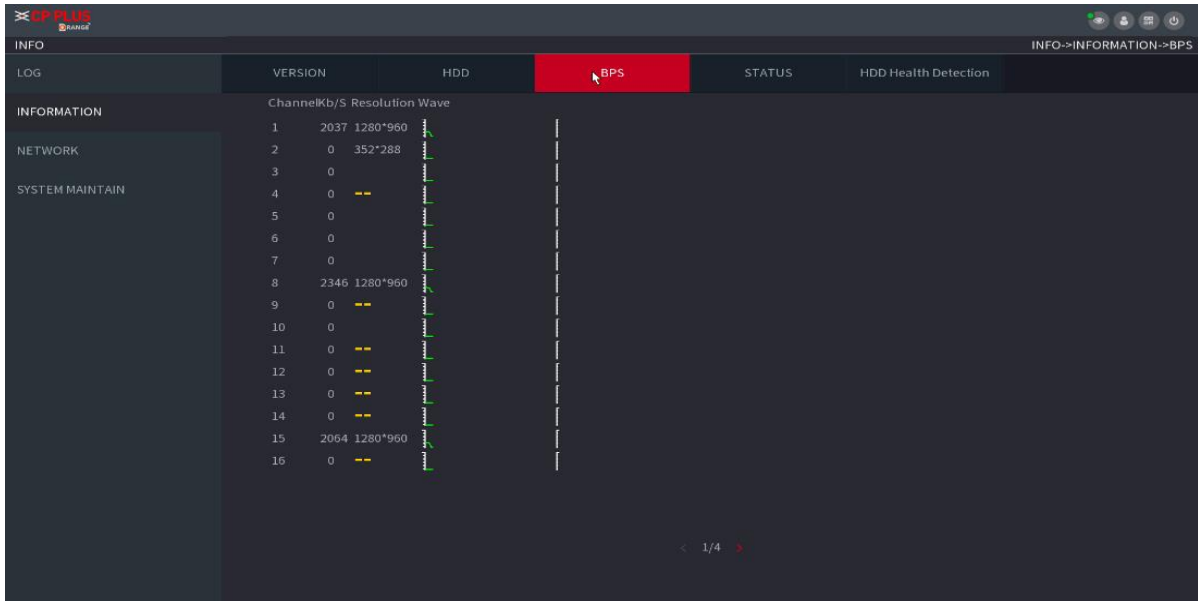 CP PLUS
ORANGE
INFO INFO->INFORMATION->BPS
LOG VERSION HDD BPS STATUS HDD Health Detection
INFORMATION
NETWORK
SYSTEM MAINTAIN
ChannelKb/S Resolution Wave
1 2037 1280*960
2 0 352*288
3 0
4 0 --
5 0
6 0
7 0
8 2346 1280*960
9 0 --
10 0
11 0 --
12 0 --
13 0 --
14 0 --
15 2064 1280*960
16 0 --
< 1/4 >